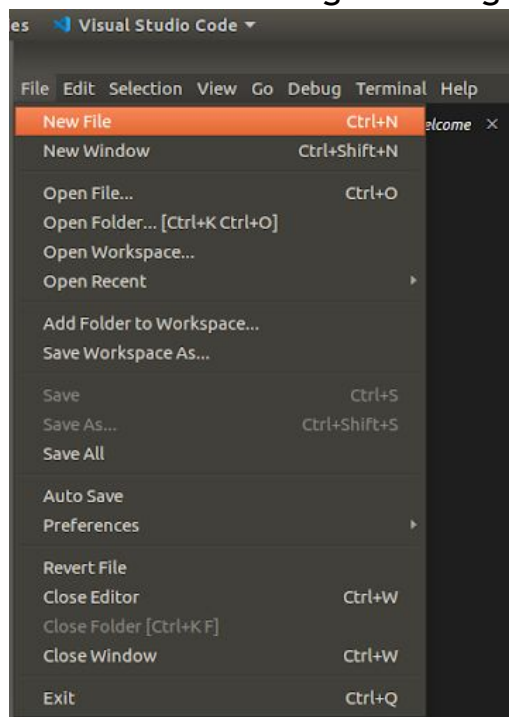 es Visual Studio Code
File Edit Selection View Go Debug Terminal Help
New File Ctrl+N elcome ×
New Window Ctrl+Shift+N
Open File... Ctrl+O
Open Folder... [Ctrl+K Ctrl+O]
Open Workspace...
Open Recent
Add Folder to Workspace...
Save Workspace As...
Save Ctrl+S
Save As... Ctrl+Shift+S
Save All
Auto Save
Preferences
Revert File
Close Editor Ctrl+W
Close Folder [Ctrl+K F]
Close Window Ctrl+W
Exit Ctrl+Q